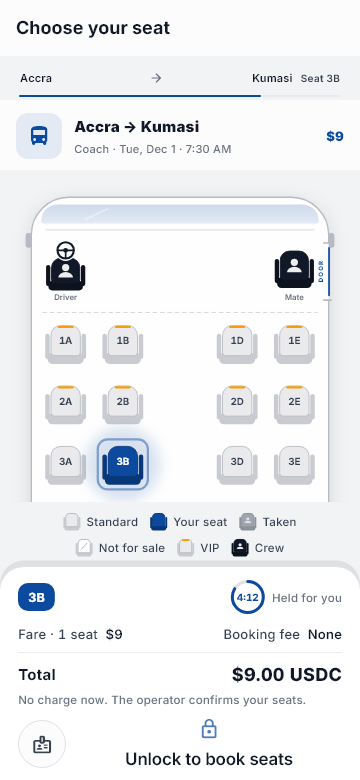 Choose your seat
Accra → Kumasi Seat 3B
Accra → Kumasi
$9
Coach · Tue, Dec 1 · 7:30 AM
DOOR
Driver Mate
1A 1B 1D 1E
2A 2B 2D 2E
3A 3B 3D 3E
Standard Your seat Taken
Not for sale VIP Crew
3B 4:12 Held for you
Fare · 1 seat $9 Booking fee None
Total $9.00 USDC
No charge now. The operator confirms your seats.
Unlock to book seats